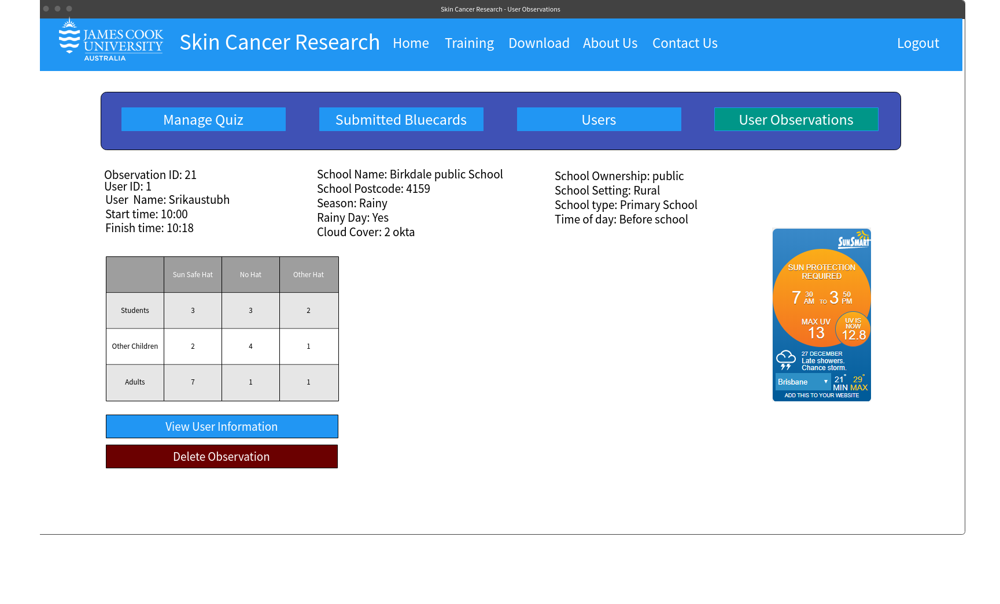 Skin Cancer Research - User Observations
JAMES COOK
UNIVERSITY
AUSTRALIA
Skin Cancer Research Home Training Download About Us Contact Us Logout
Manage Quiz Submitted Bluecards Users User Observations
Observation ID: 21
User ID: 1
User Name: Srikaustubh
Start time: 10:00
Finish time: 10:18
School Name: Birkdale public School
School Postcode: 4159
Season: Rainy
Rainy Day: Yes
Cloud Cover: 2 okta
School Ownership: public
School Setting: Rural
School type: Primary School
Time of day: Before school
Sun Safe Hat No Hat Other Hat
Students 3 3 2
Other Children 2 4 1
Adults 7 1 1
View User Information
Delete Observation
SUNSMART
SUN PROTECTION
REQUIRED
7 30 AM TO 3 50 PM
MAX UV
13
UV IS
NOW
12.8
27 DECEMBER
Late showers.
Chance storm.
Brisbane 21° MIN 29° MAX
ADD THIS TO YOUR WEBSITE